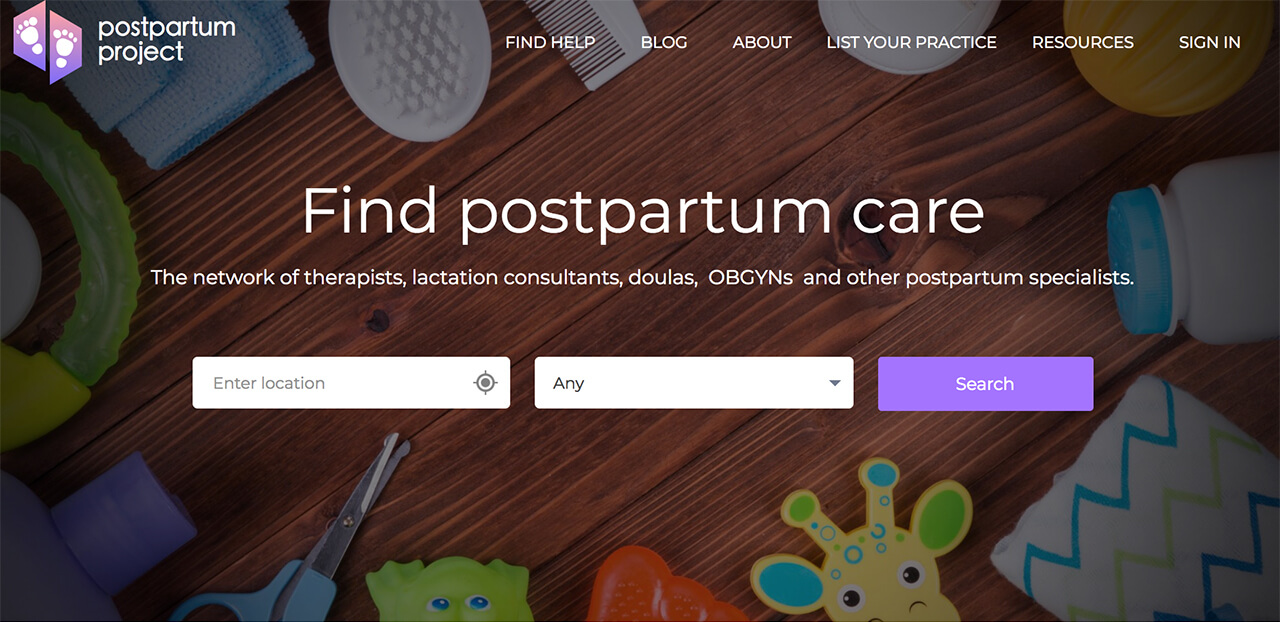 postpartum
project
FIND HELP BLOG ABOUT LIST YOUR PRACTICE RESOURCES SIGN IN
Find postpartum care
The network of therapists, lactation consultants, doulas, OBGYNs and other postpartum specialists.
Enter location Any Search